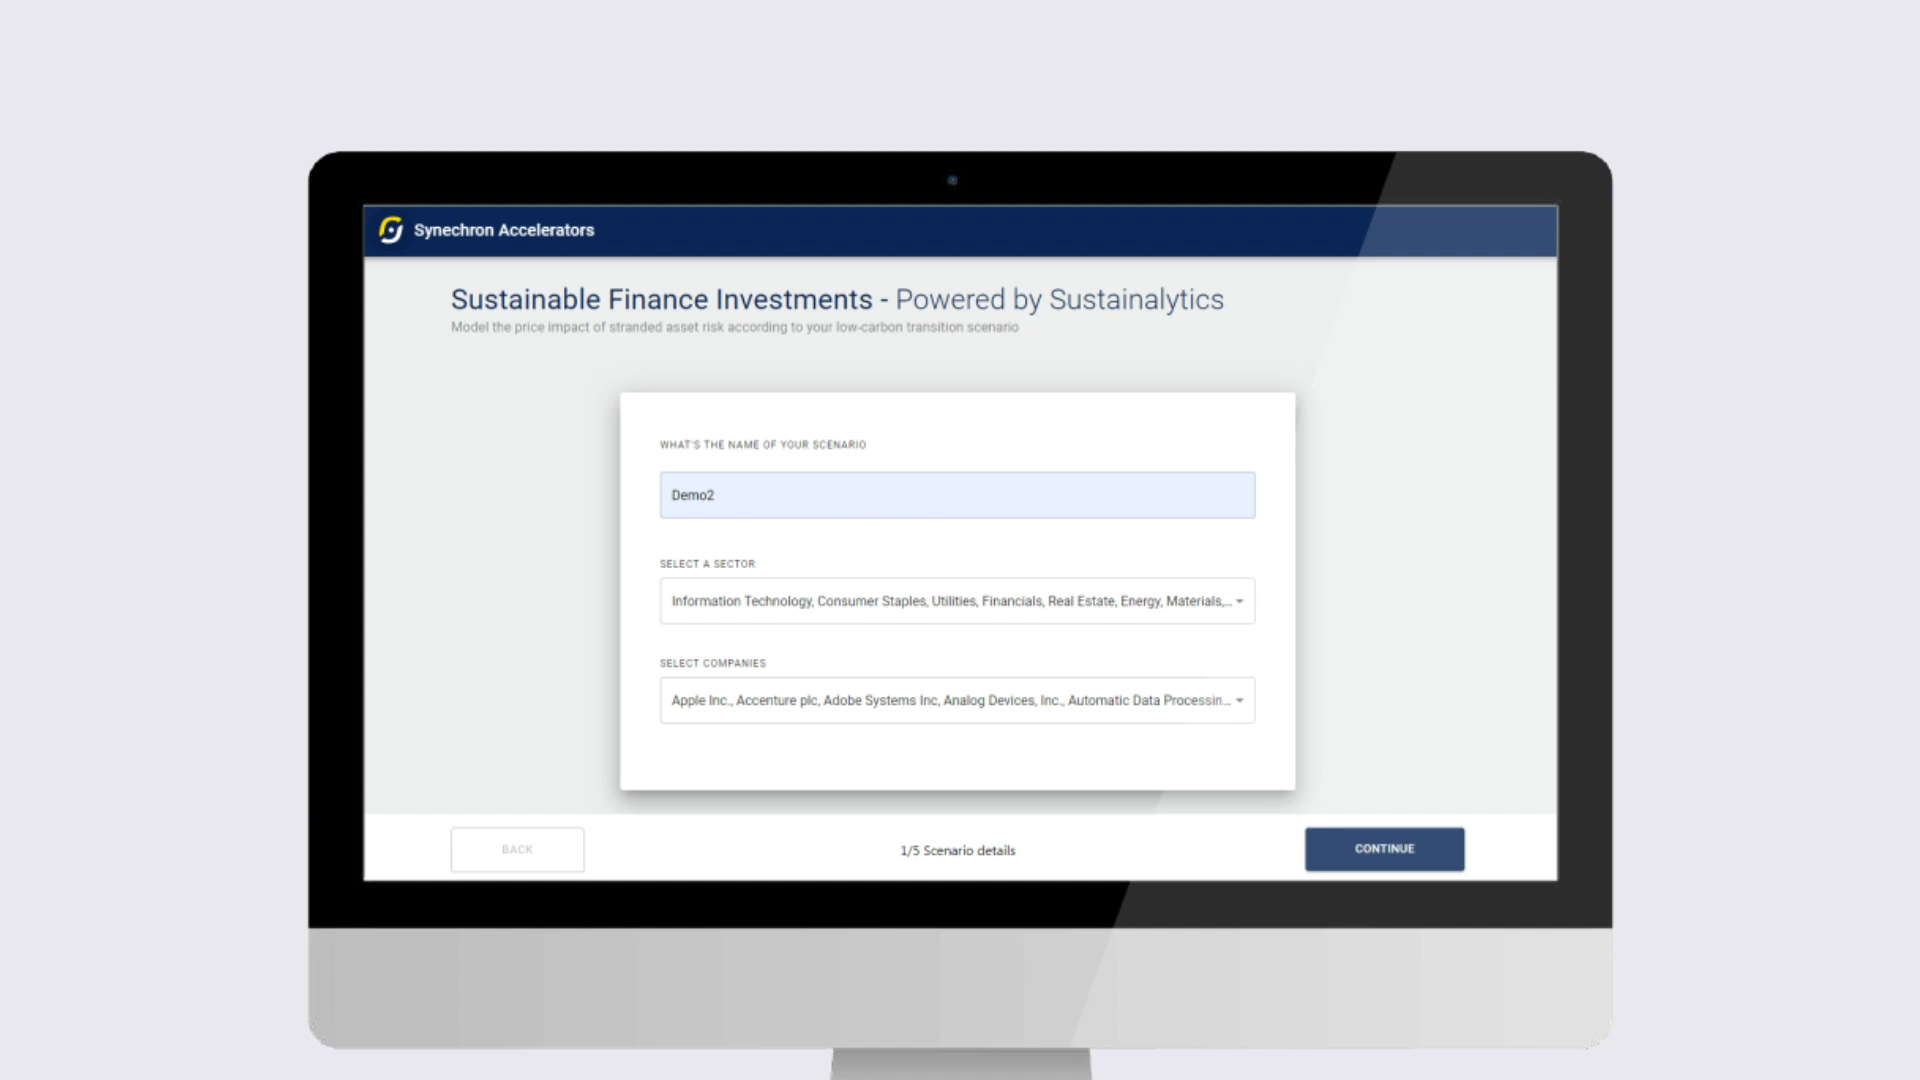 Synechron Accelerators
Sustainable Finance Investments - Powered by Sustainalytics
Model the price impact of stranded asset risk according to your low-carbon transition scenario
WHAT'S THE NAME OF YOUR SCENARIO
Demo2
SELECT A SECTOR
Information Technology, Consumer Staples, Utilities, Financials, Real Estate, Energy, Materials,...
SELECT COMPANIES
Apple Inc., Accenture plc, Adobe Systems Inc, Analog Devices, Inc., Automatic Data Processin...
BACK
1/5 Scenario details
CONTINUE